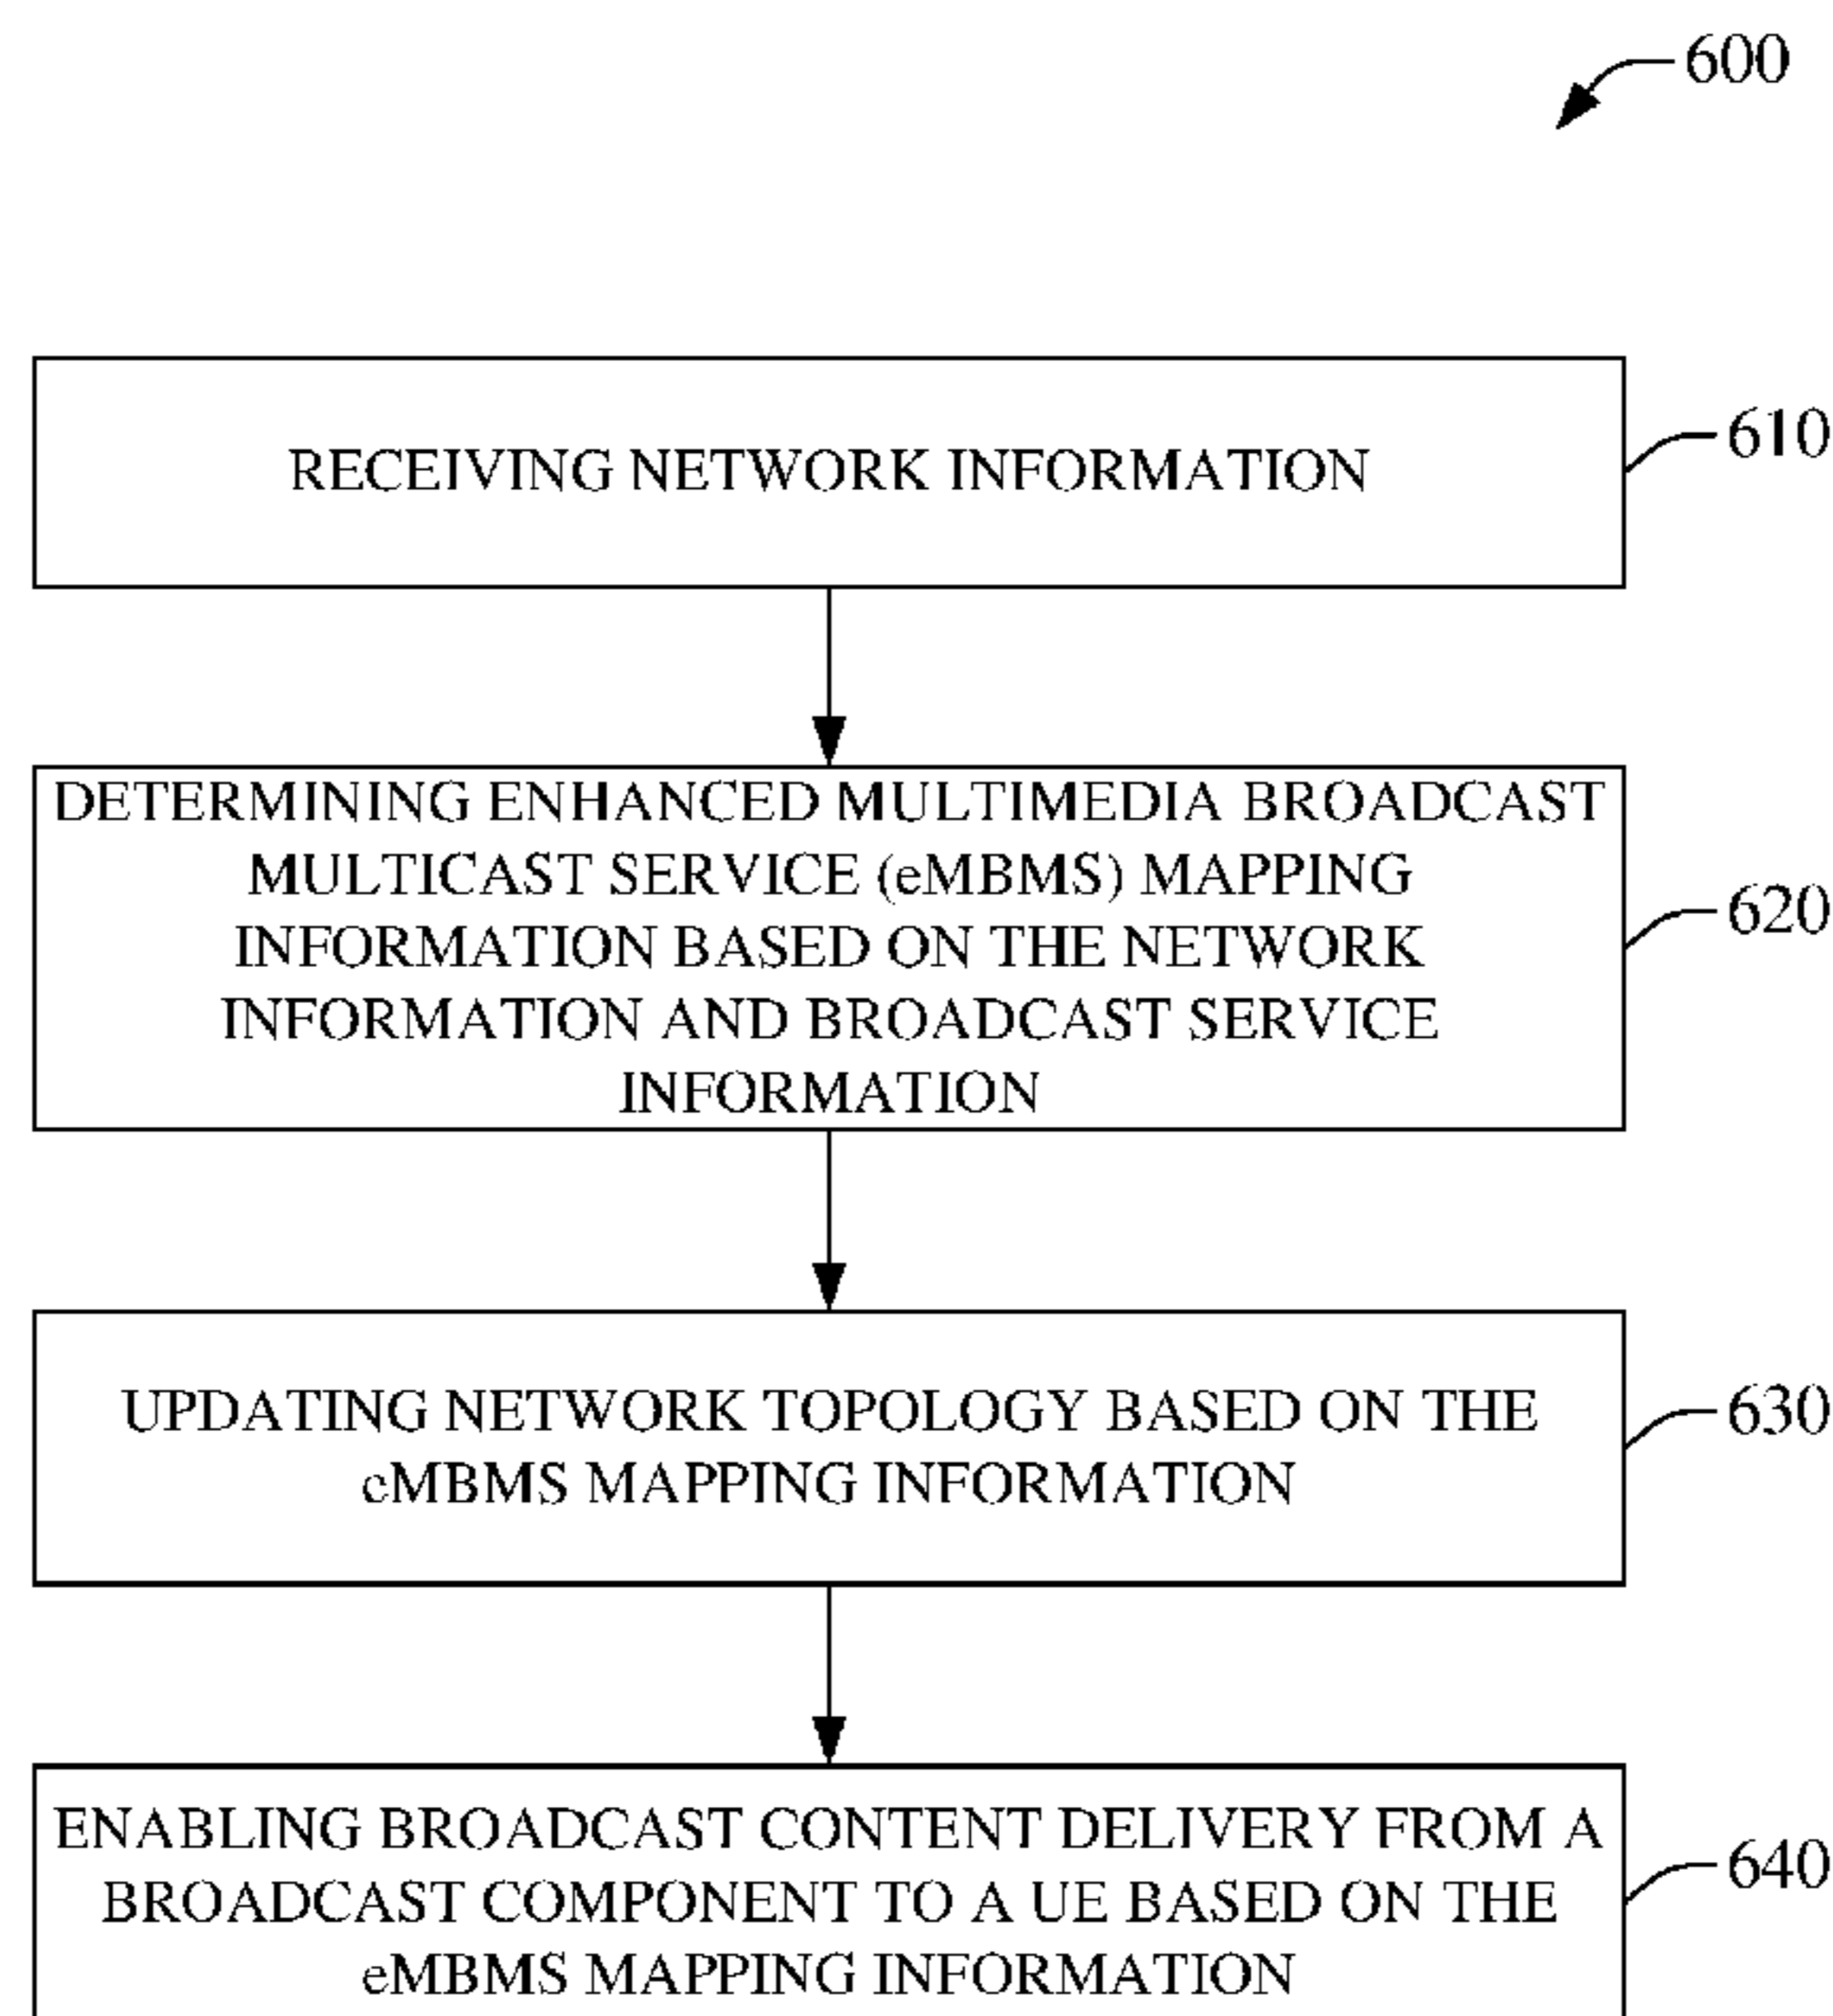 600
RECEIVING NETWORK INFORMATION
610
DETERMINING ENHANCED MULTIMEDIA BROADCAST
MULTICAST SERVICE (eMBMS) MAPPING
INFORMATION BASED ON THE NETWORK
INFORMATION AND BROADCAST SERVICE
INFORMATION
620
UPDATING NETWORK TOPOLOGY BASED ON THE
eMBMS MAPPING INFORMATION
630
ENABLING BROADCAST CONTENT DELIVERY FROM A
BROADCAST COMPONENT TO A UE BASED ON THE
eMBMS MAPPING INFORMATION
640